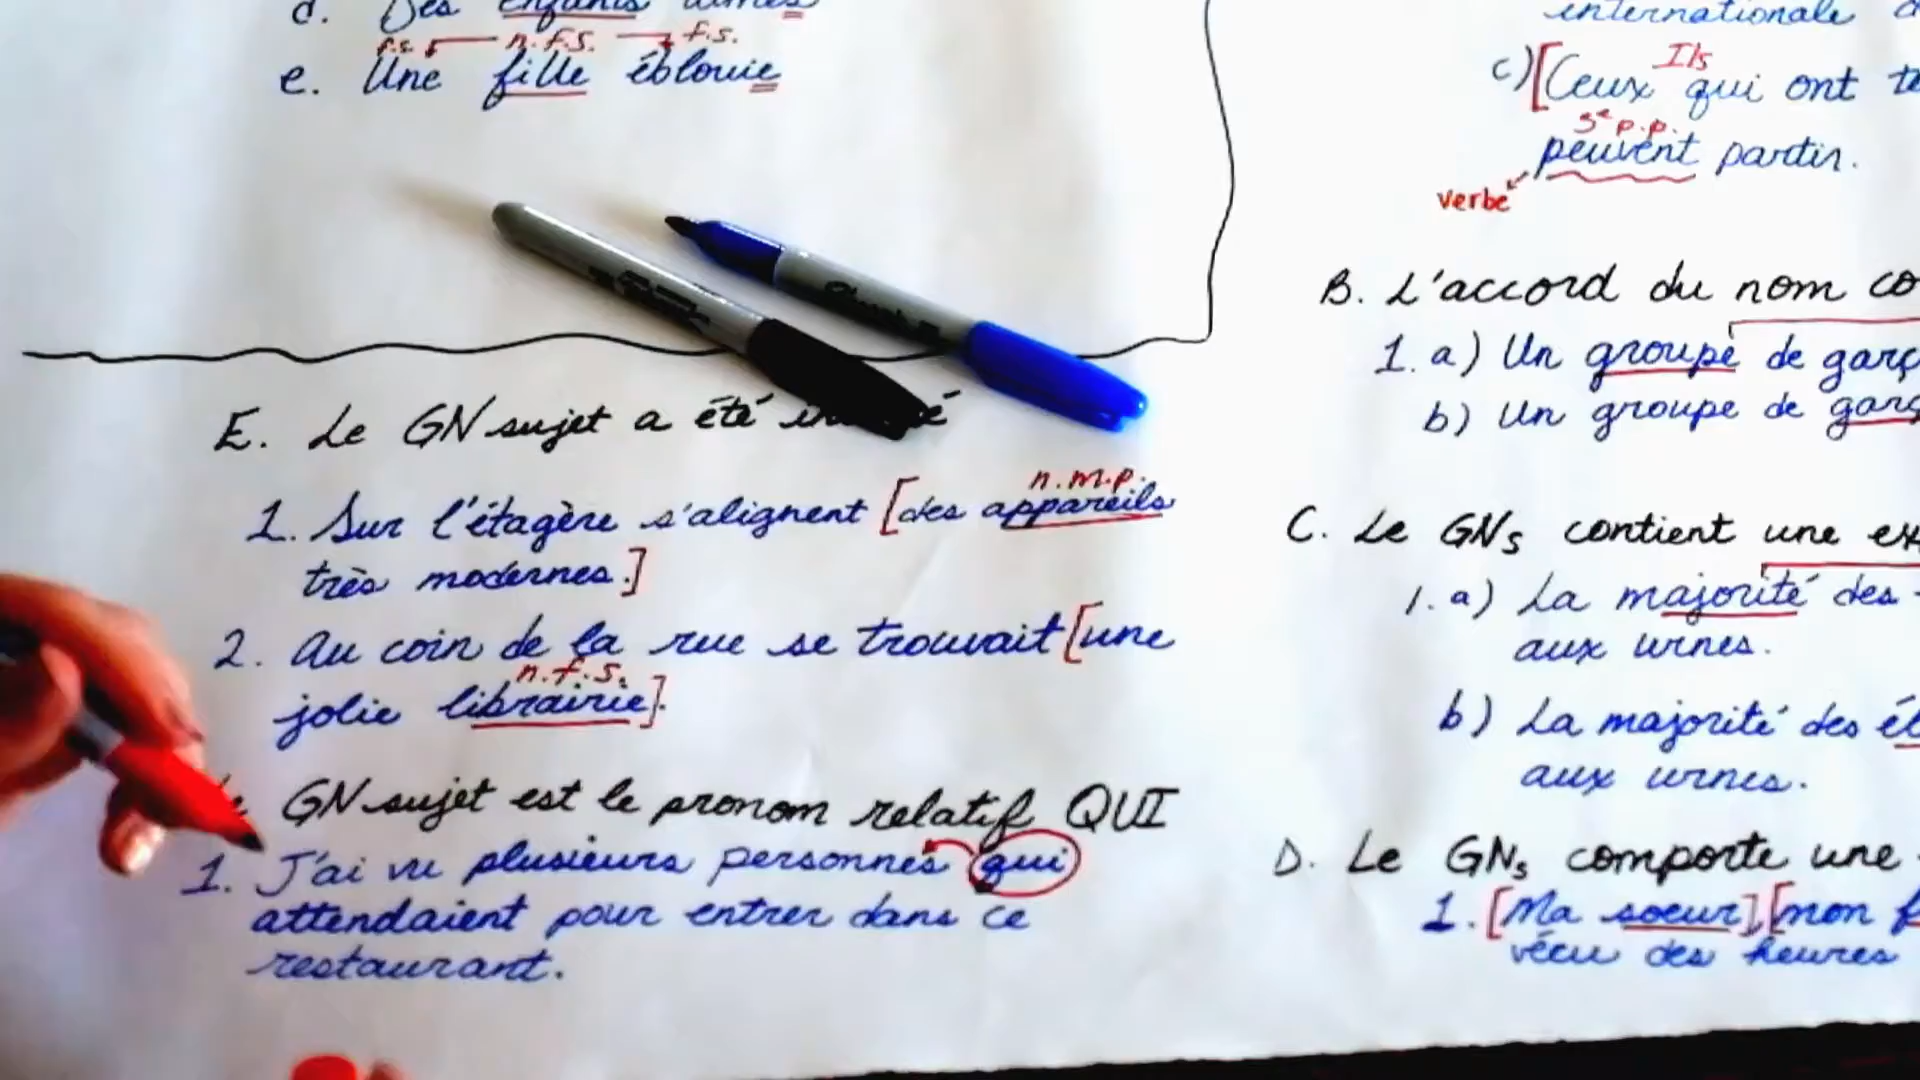 d. Des enfants aimés
f.s. n.f.s. f.s.
e. Une fille éblouie
E. Le GN sujet a été
n.m.p.
1. Sur l'étagère s'alignent [des appareils
très modernes.]
2. Au coin de la rue se trouvait [une
n.f.s.
jolie librairie].
GN sujet est le pronom relatif QUI
1. J'ai vu plusieurs personnes qui
attendaient pour entrer dans ce
restaurant.
internationale
Ils
c) [Ceux qui ont
3e p.p.
peuvent partir.
verbe
B. L'accord du nom
1. a) Un groupe de
b) Un groupe de
C. Le GNs contient une
1. a) La majorité des
aux urnes.
b) La majorité des
aux urnes.
D. Le GNs comporte une
1. [Ma soeur], [mon
vécu des heures